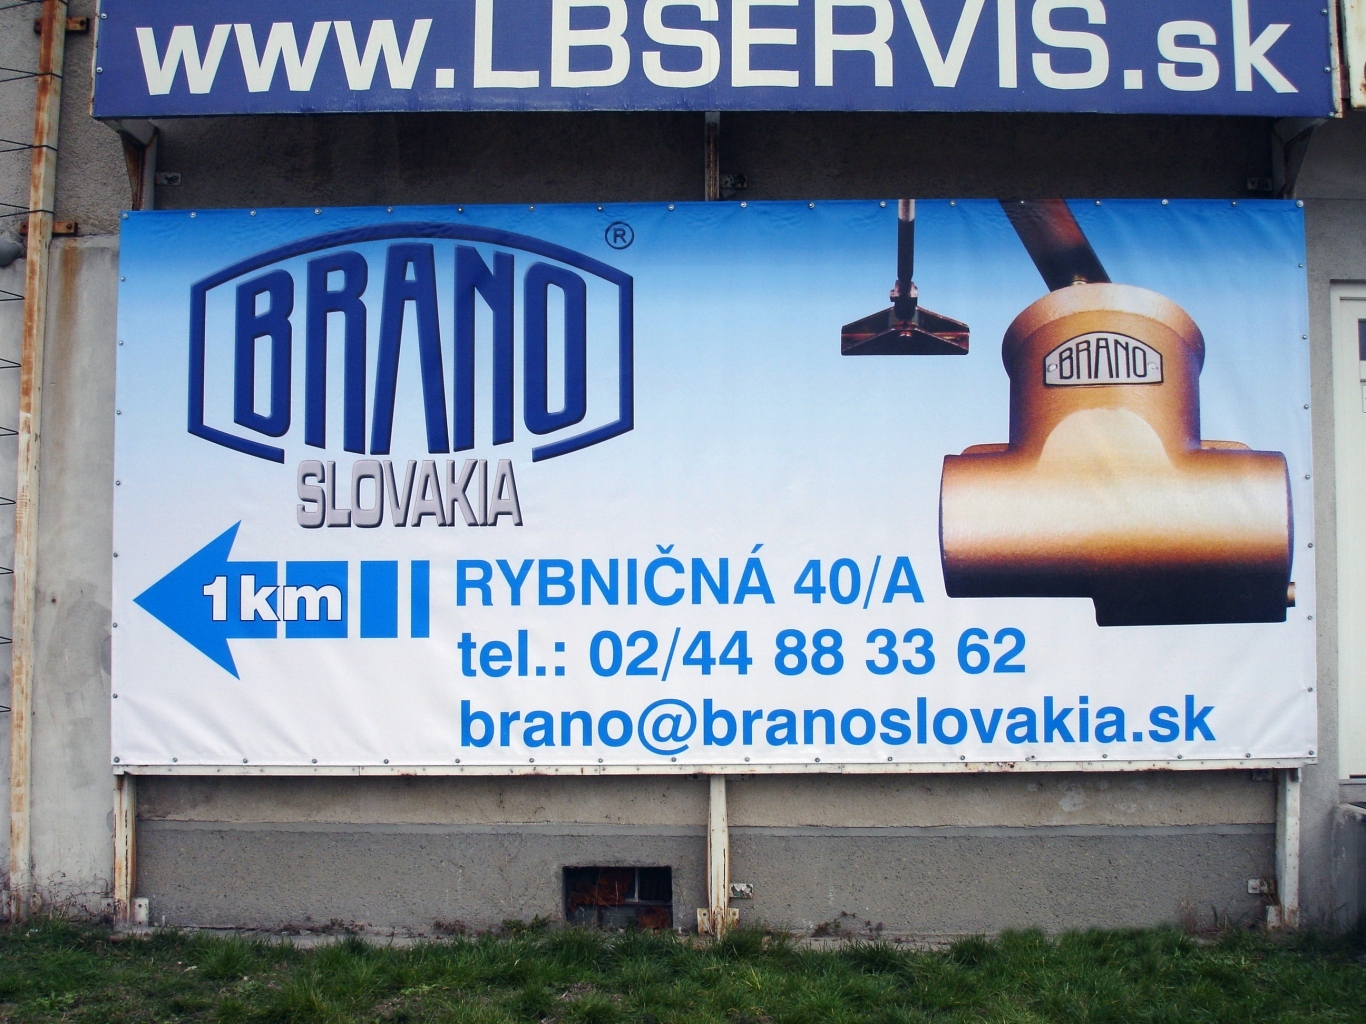 www.LBSERVIS.sk
BRANO ®
SLOVAKIA
BRANO
1km
RYBNIČNÁ 40/A
tel.: 02/44 88 33 62
brano@branoslovakia.sk